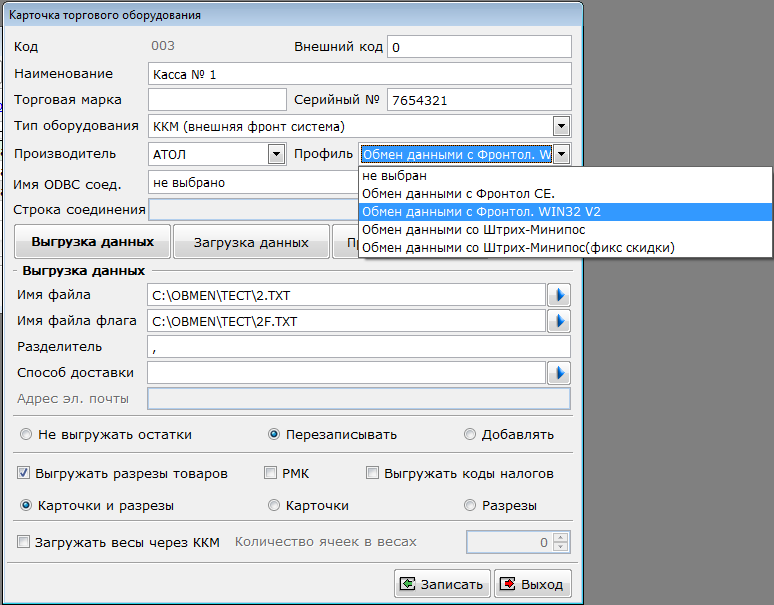 Карточка торгового оборудования
Код 003 Внешний код 0
Наименование Касса № 1
Торговая марка Серийный № 7654321
Тип оборудования ККМ (внешняя фронт система)
Производитель АТОЛ Профиль Обмен данными с Фронтол.
не выбран
Имя ODBC соед. не выбрано
Обмен данными с Фронтол CE.
Обмен данными с Фронтол. WIN32 V2
Строка соединения
Обмен данными со Штрих-Минипос
Обмен данными со Штрих-Минипос(фикс скидки)
Выгрузка данных Загрузка данных
Выгрузка данных
Имя файла C:\OBMEN\ТЕСТ\2.TXT
Имя файла флага C:\OBMEN\ТЕСТ\2F.TXT
Разделитель ,
Способ доставки
Адрес эл. почты
Не выгружать остатки Перезаписывать Добавлять
Выгружать разрезы товаров РМК Выгружать коды налогов
Карточки и разрезы Карточки Разрезы
Загружать весы через ККМ Количество ячеек в весах 0
Записать Выход